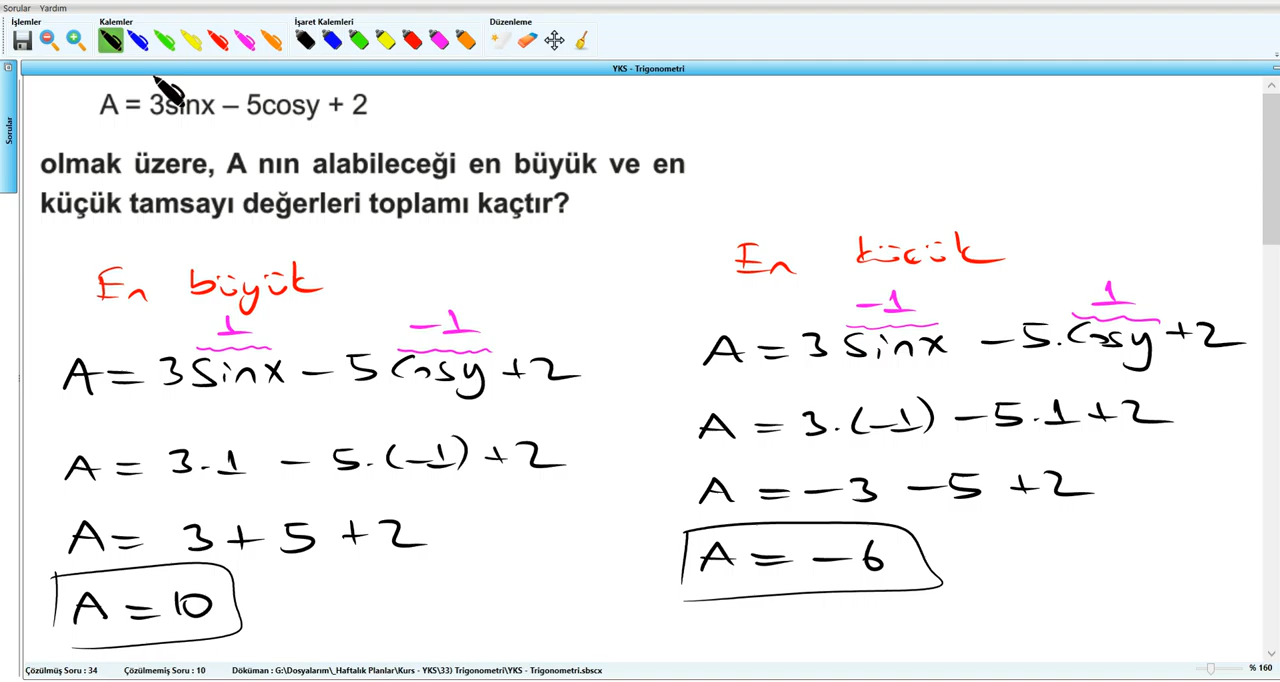 Sorular Yardım
İşlemler Kalemler İşaret Kalemleri Düzenleme
YKS - Trigonometri
Sorular
A = 3sinx – 5cosy + 2
olmak üzere, A nın alabileceği en büyük ve en
küçük tamsayı değerleri toplamı kaçtır?
En büyük
1 -1
A = 3 sinx - 5 cosy + 2
A = 3.1 - 5.(-1) + 2
A = 3 + 5 + 2
A = 10
En küçük
-1 1
A = 3 sinx - 5.cosy + 2
A = 3.(-1) - 5.1 + 2
A = -3 - 5 + 2
A = -6
Çözülmüş Soru : 34 Çözülmemiş Soru : 10 Döküman : G:\Dosyalarım\_Haftalık Planlar\Kurs - YKS\33) Trigonometri\YKS - Trigonometri.sbscx % 160